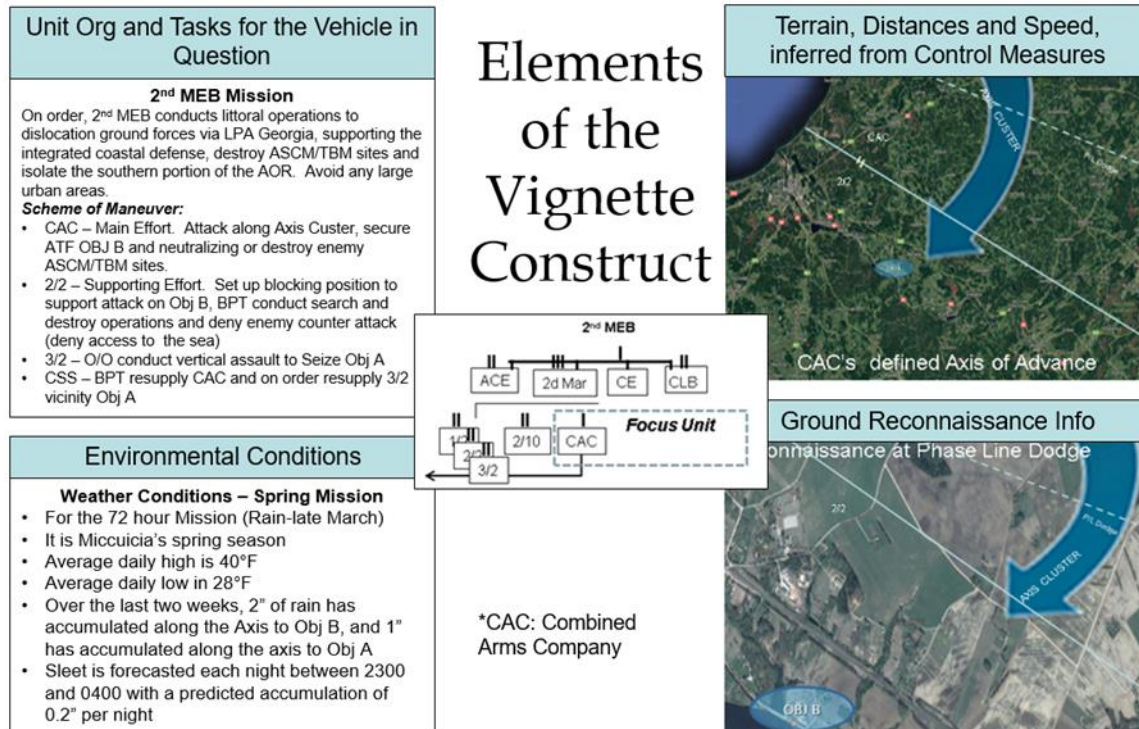 Unit Org and Tasks for the Vehicle in
Question
2nd MEB Mission
On order, 2nd MEB conducts littoral operations to
dislocation ground forces via LPA Georgia, supporting the
integrated coastal defense, destroy ASCM/TBM sites and
isolate the southern portion of the AOR.  Avoid any large
urban areas.
Scheme of Maneuver:
• CAC – Main Effort.  Attack along Axis Custer, secure
ATF OBJ B and neutralizing or destroy enemy
ASCM/TBM sites.
• 2/2 – Supporting Effort.  Set up blocking position to
support attack on Obj B, BPT conduct search and
destroy operations and deny enemy counter attack
(deny access to  the sea)
• 3/2 – O/O conduct vertical assault to Seize Obj A
• CSS – BPT resupply CAC and on order resupply 3/2
vicinity Obj A
Environmental Conditions
Weather Conditions – Spring Mission
• For the 72 hour Mission (Rain-late March)
• It is Miccuicia's spring season
• Average daily high is 40°F
• Average daily low in 28°F
• Over the last two weeks, 2" of rain has
accumulated along the Axis to Obj B, and 1"
has accumulated along the axis to Obj A
• Sleet is forecasted each night between 2300
and 0400 with a predicted accumulation of
0.2" per night
Elements
of the
Vignette
Construct
2nd MEB
ACE
2d Mar
CE
CLB
1/2
2/2
3/2
2/10
CAC
Focus Unit
*CAC: Combined
Arms Company
Terrain, Distances and Speed,
inferred from Control Measures
CAC
2/2
AXIS CUSTER
CAC's  defined Axis of Advance
Ground Reconnaissance Info
onnaissance at Phase Line Dodge
2/2
P/L Dodge
AXIS CLUSTER
OBJ B